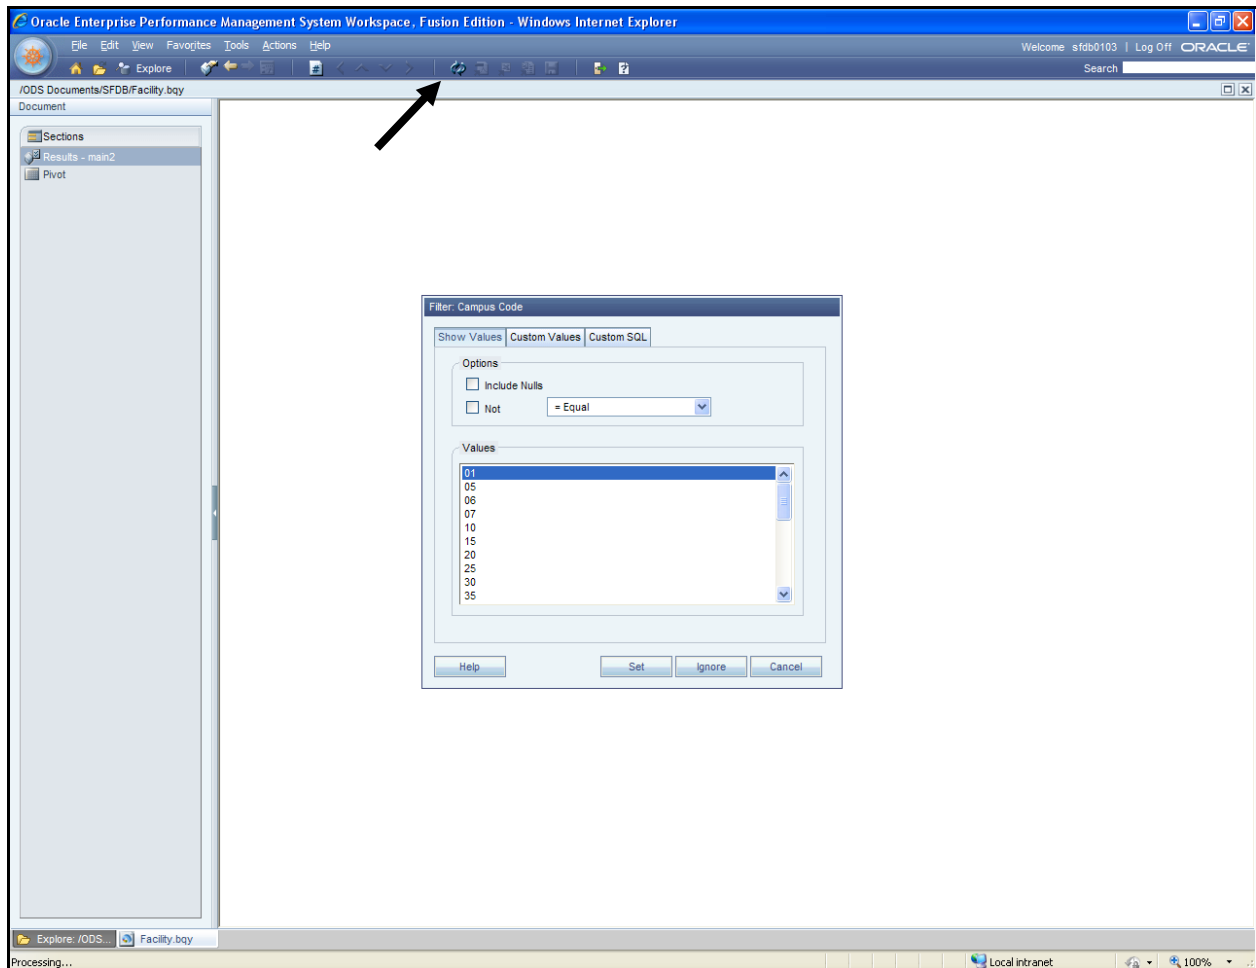 Oracle Enterprise Performance Management System Workspace, Fusion Edition - Windows Internet Explorer
File Edit View Favorites Tools Actions Help
Welcome sfdb0103 | Log Off ORACLE
Explore
Search
/ODS Documents/SFDB/Facility.bqy
Document
Sections
Results - main2
Pivot
Filter: Campus Code
Show Values Custom Values Custom SQL
Options
Include Nulls
Not = Equal
Values
01
05
06
07
10
15
20
25
30
35
Help Set Ignore Cancel
Explore: /ODS... Facility.bqy
Processing... Local intranet 100%